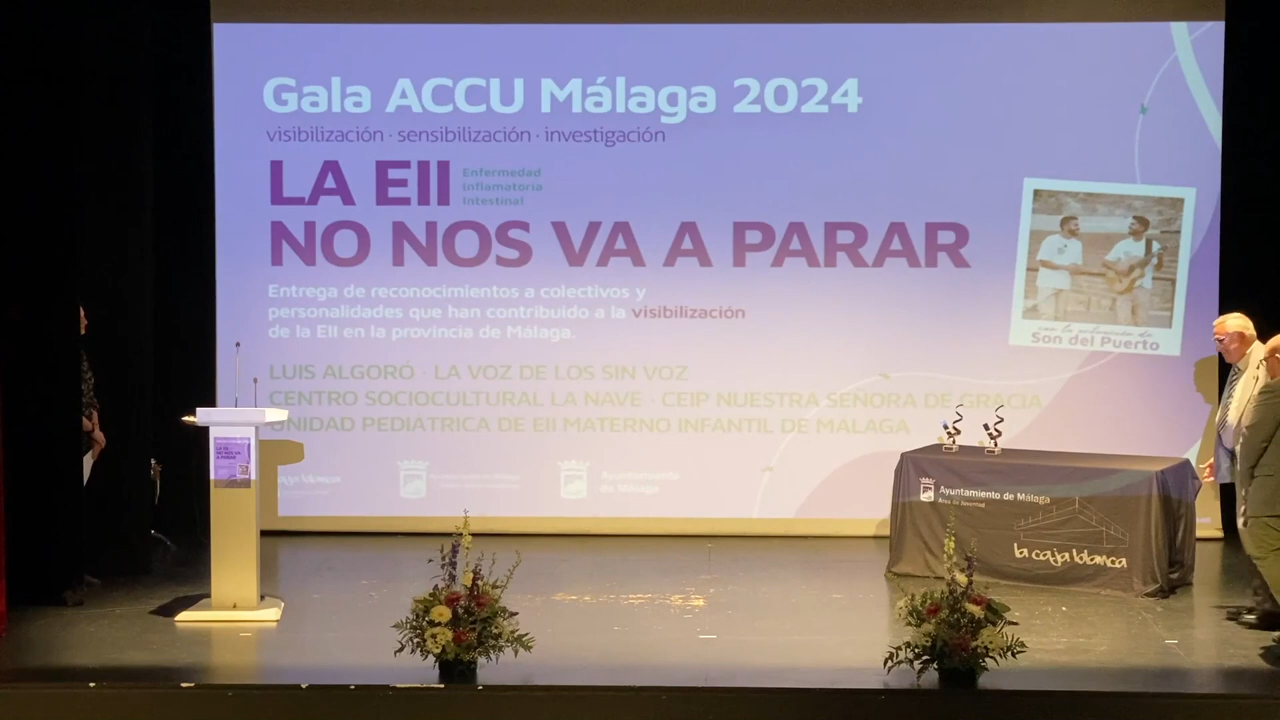 Gala ACCU Málaga 2024
visibilización · sensibilización · investigación
LA EII
Enfermedad
Inflamatoria
Intestinal
NO NOS VA A PARAR
Entrega de reconocimientos a colectivos y
personalidades que han contribuido a la visibilización
de la EII en la provincia de Málaga.
Son del Puerto
LUIS ALGORÓ · LA VOZ DE LOS SIN VOZ
CENTRO SOCIOCULTURAL LA NAVE · CEIP NUESTRA SEÑORA DE GRACIA
UNIDAD PEDIATRICA DE EII MATERNO INFANTIL DE MALAGA
caja blanca
Ayuntamiento
de Málaga
LA EII
NO NOS VA
A PARAR
Ayuntamiento de Málaga
Área de Juventud
la caja blanca